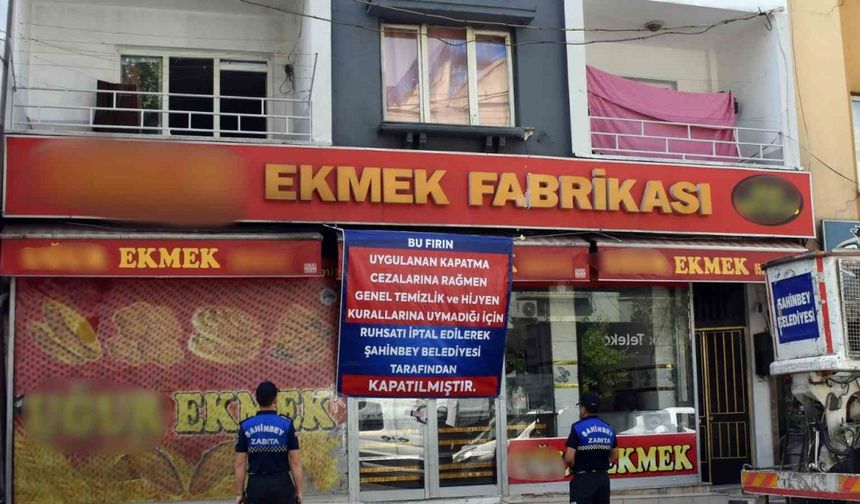 EKMEK FABRİKASI
EKMEK
BU FIRIN
UYGULANAN KAPATMA
CEZALARINA RAĞMEN
GENEL TEMİZLİK ve HİJYEN
KURALLARINA UYMADIĞI İÇİN
RUHSATI İPTAL EDİLEREK
ŞAHİNBEY BELEDİYESİ
TARAFINDAN
KAPATILMIŞTIR.
EKMEK
ŞAHİNBEY
BELEDİYESİ
EKMEK
ŞAHİNBEY
ZABITA
ŞAHİNBEY
ZABITA
EKMEK